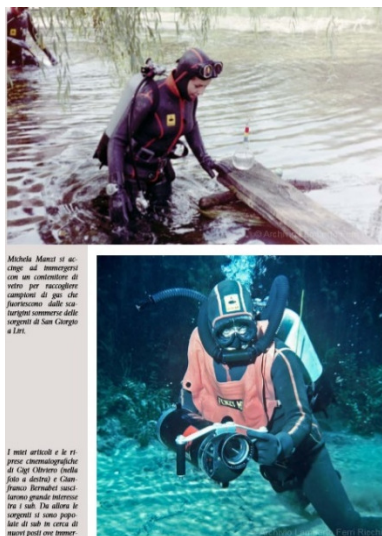 Michela Manzi si ac-
cinge ad immergersi
con un contenitore di
vetro per raccogliere
campioni di gas che
fuoriescono dalle sca-
turigini sommerse delle
sorgenti di San Giorgio
a Liri.
I miei articoli e le ri-
prese cinematografiche
di Gigi Oliviero (nella
foto a destra) e Gian-
franco Bernabei susci-
tarono grande interesse
tra i sub. Da allora le
sorgenti si sono popo-
late di sub in cerca di
nuovi posti ove immer-